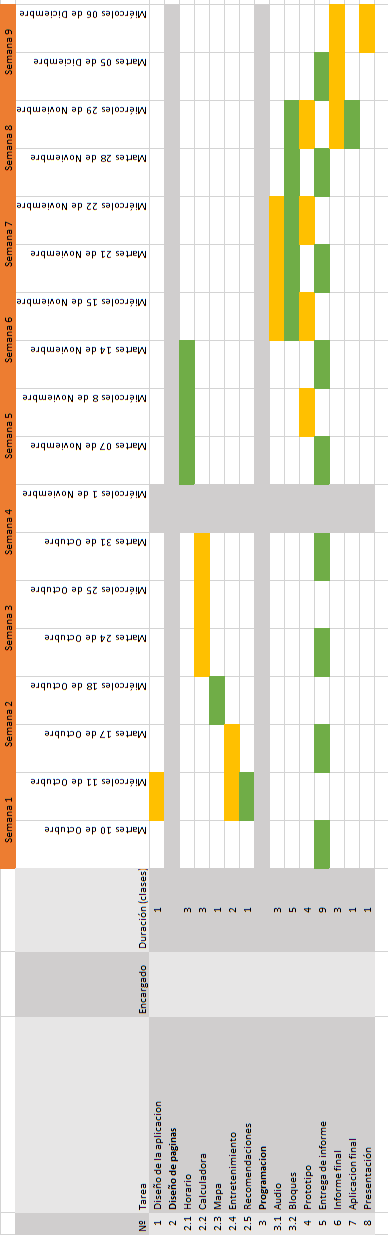 Semana 1 Semana 2 Semana 3 Semana 4 Semana 5 Semana 6 Semana 7 Semana 8 Semana 9
Nº Tarea Encargado Duración (clases) Martes 10 de Octubre Miércoles 11 de Octubre Martes 17 de Octubre Miércoles 18 de Octubre Martes 24 de Octubre Miércoles 25 de Octubre Martes 31 de Octubre Miércoles 1 de Noviembre Martes 07 de Noviembre Miércoles 8 de Noviembre Martes 14 de Noviembre Miércoles 15 de Noviembre Martes 21 de Noviembre Miércoles 22 de Noviembre Martes 28 de Noviembre Miércoles 29 de Noviembre Martes 05 de Diciembre Miércoles 06 de Diciembre
1 Diseño de la aplicacion 1
2 Diseño de paginas
2.1 Horario 3
2.2 Calculadora 3
2.3 Mapa 1
2.4 Entretenimiento 2
2.5 Recomendaciones 1
3 Programacion
3.1 Audio 3
3.2 Bloques 5
4 Prototipo 4
5 Entrega de informe 9
6 Informe final 3
7 Aplicacion final 1
8 Presentación 1